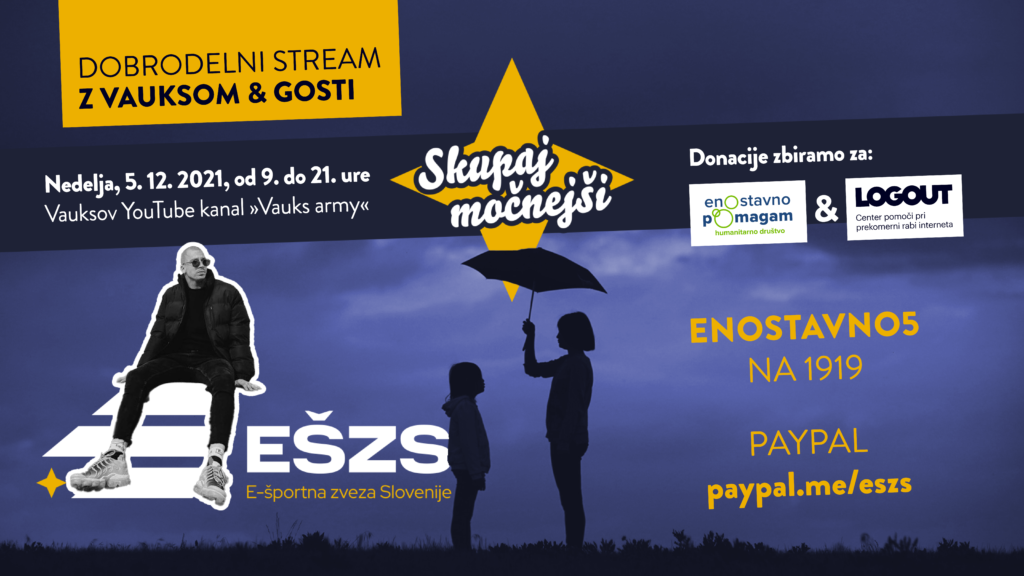 DOBRODELNI STREAM
Z VAUKSOM & GOSTI
Nedelja, 5. 12. 2021, od 9. do 21. ure
Vauksov YouTube kanal »Vauks army«
Skupaj
močnejši
Donacije zbiramo za:
enostavno
pomagam
humanitarno društvo
&
LOGOUT
Center pomoči pri
prekomerni rabi interneta
ENOSTAVNO5
NA 1919
PAYPAL
paypal.me/eszs
EŠZS
E-športna zveza Slovenije